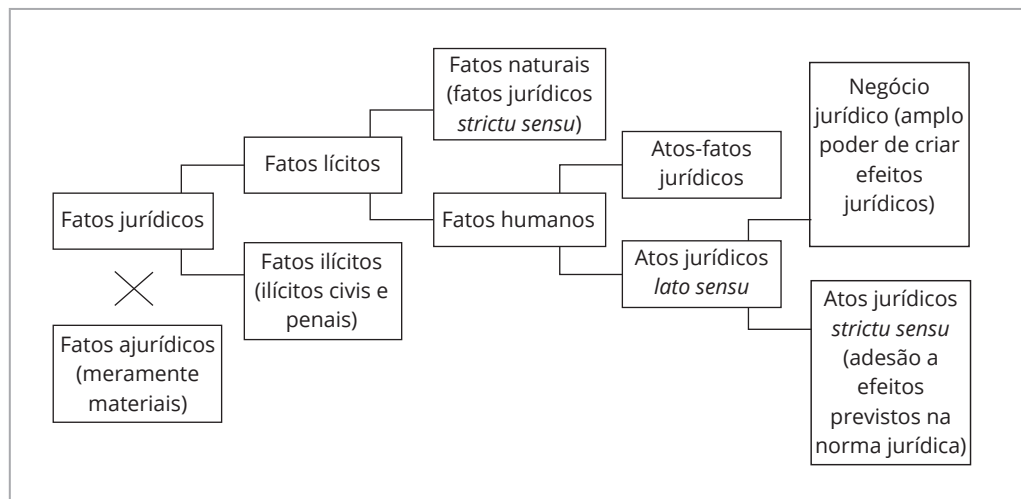 Fatos jurídicos
Fatos ajurídicos
(meramente
materiais)
Fatos lícitos
Fatos ilícitos
(ilícitos civis e
penais)
Fatos naturais
(fatos jurídicos
strictu sensu)
Fatos humanos
Atos-fatos
jurídicos
Atos jurídicos
lato sensu
Negócio
jurídico (amplo
poder de criar
efeitos
jurídicos)
Atos jurídicos
strictu sensu
(adesão a
efeitos
previstos na
norma jurídica)